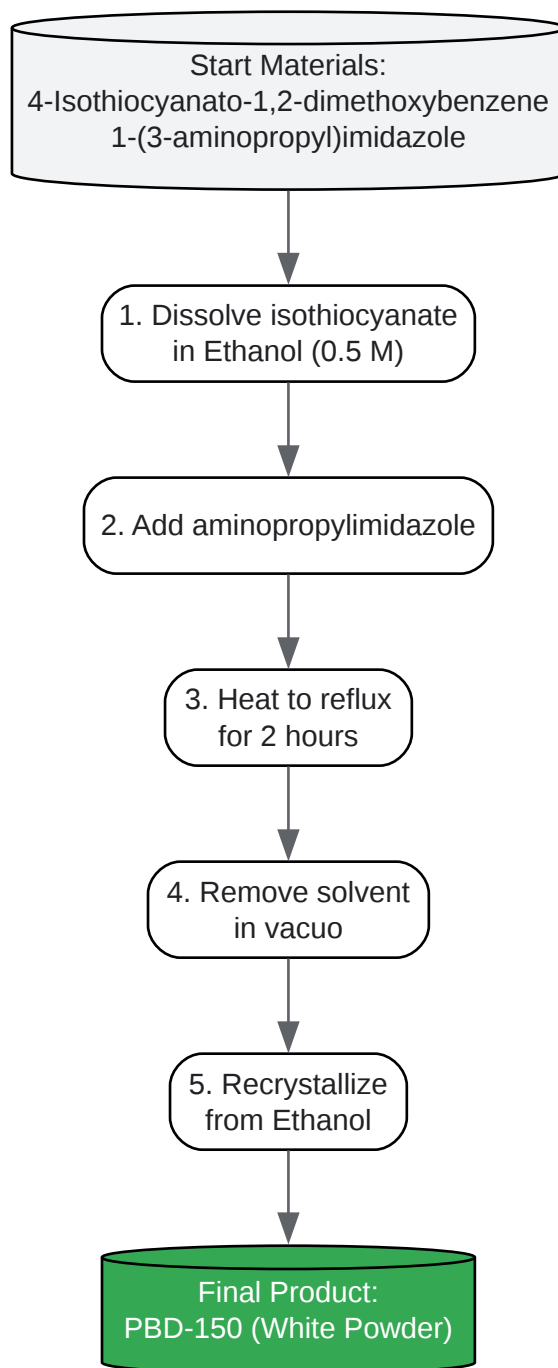 Start Materials:
4-Isothiocyanato-1,2-dimethoxybenzene
1-(3-aminopropyl)imidazole
1. Dissolve isothiocyanate
in Ethanol (0.5 M)
2. Add aminopropylimidazole
3. Heat to reflux
for 2 hours
4. Remove solvent
in vacuo
5. Recrystallize
from Ethanol
Final Product:
PBD-150 (White Powder)